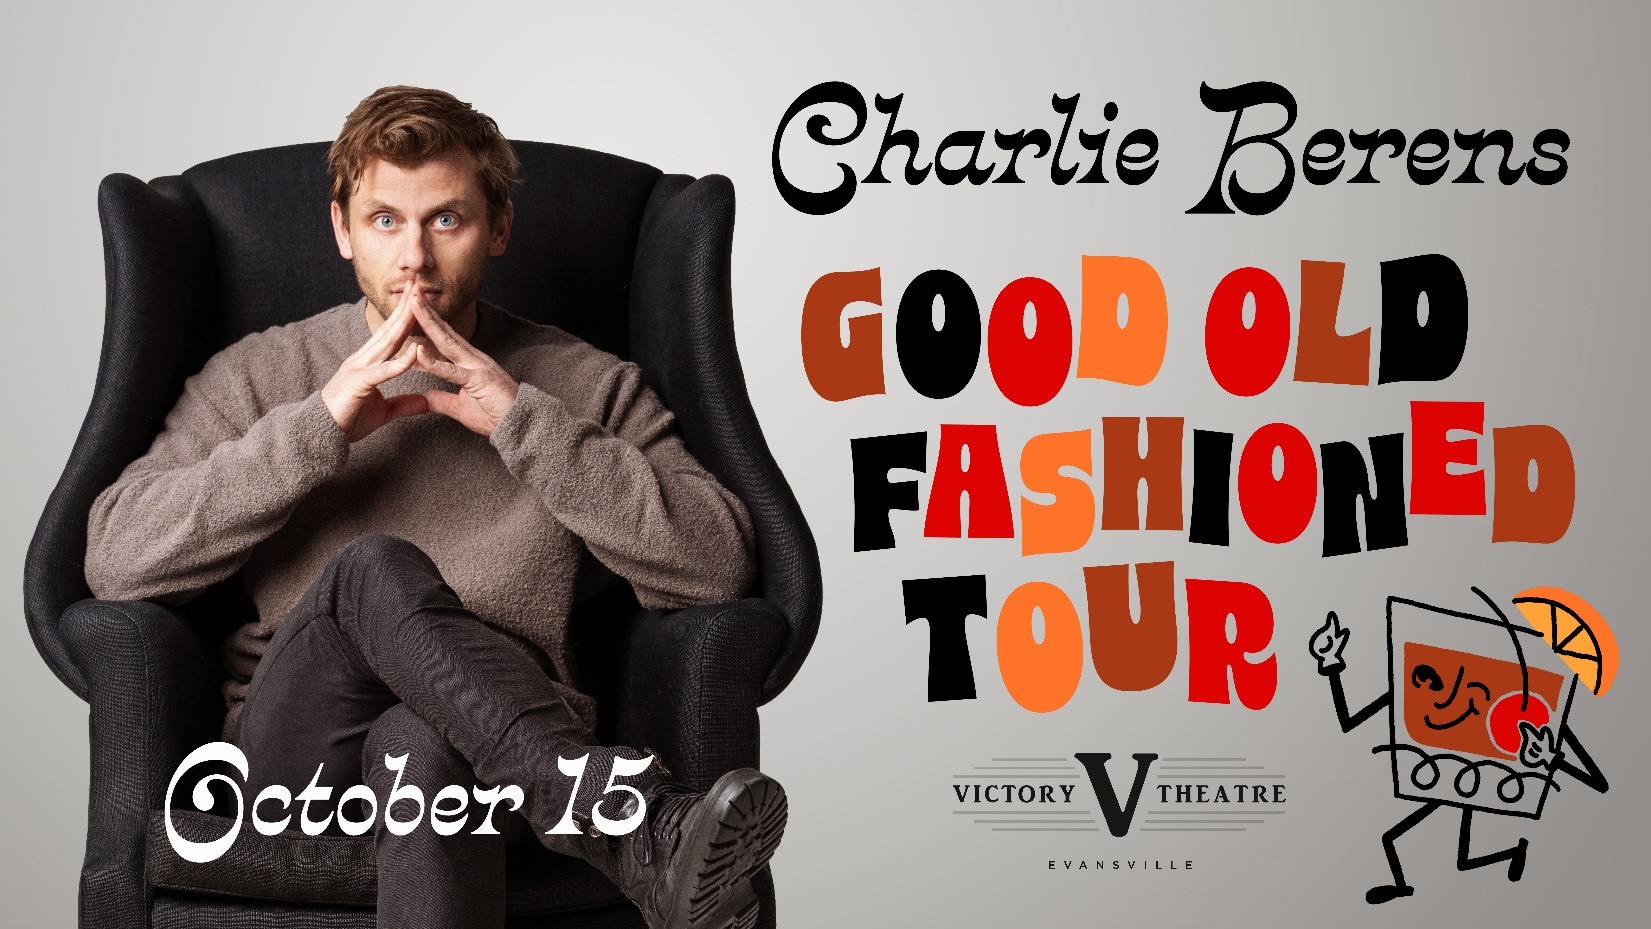 Charlie Berens
GOOD OLD
FASHIONED
TOUR
October 15
VICTORY V THEATRE
EVANSVILLE